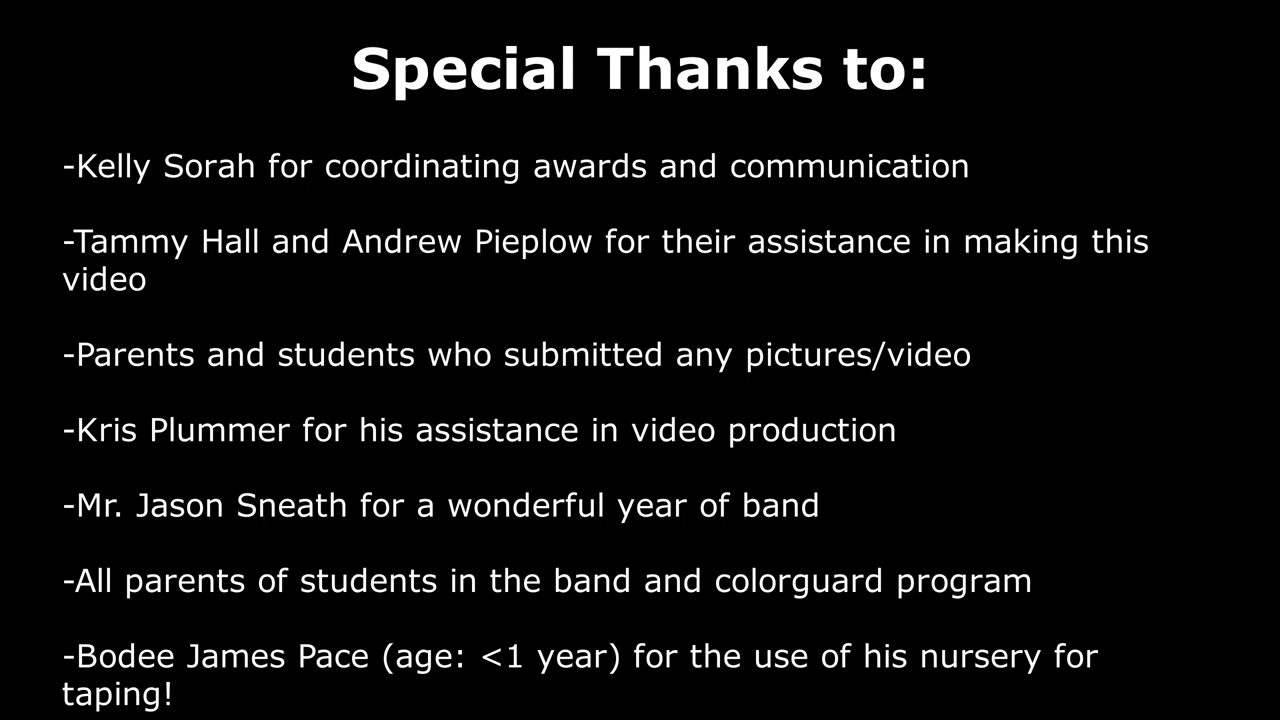 Special Thanks to:
-Kelly Sorah for coordinating awards and communication
-Tammy Hall and Andrew Pieplow for their assistance in making this
video
-Parents and students who submitted any pictures/video
-Kris Plummer for his assistance in video production
-Mr. Jason Sneath for a wonderful year of band
-All parents of students in the band and colorguard program
-Bodee James Pace (age: <1 year) for the use of his nursery for
taping!